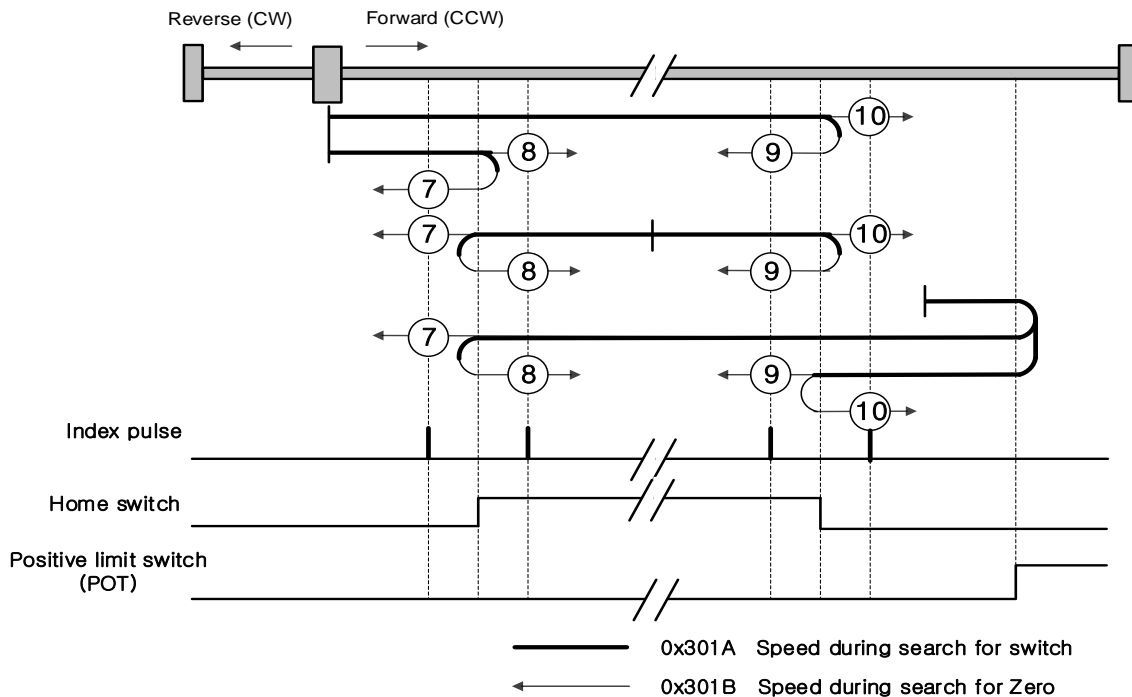 Reverse (CW)
Forward (CCW)
10
8
9
7
7
10
8
9
7
8
9
10
Index pulse
Home switch
Positive limit switch
(POT)
0x301A Speed during search for switch
0x301B Speed during search for Zero